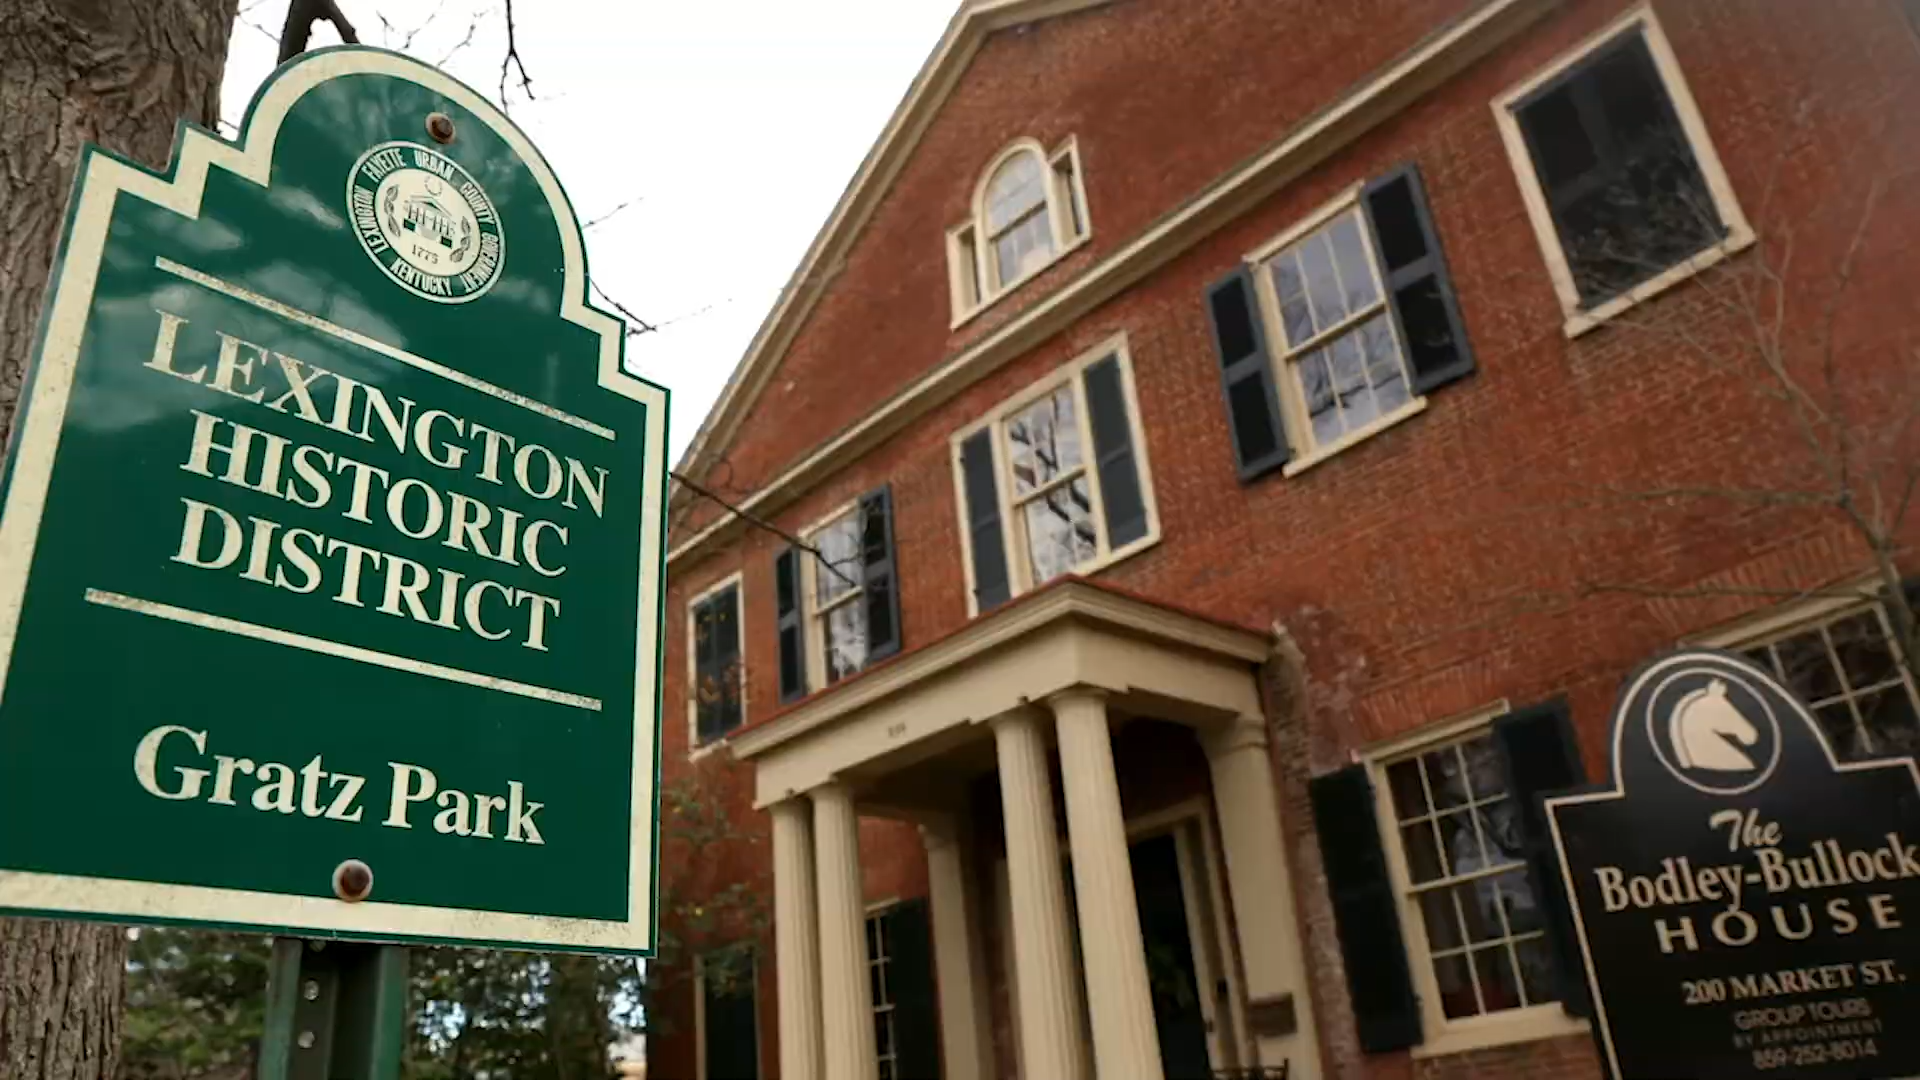 LEXINGTON FAYETTE URBAN COUNTY GOVERNMENT
1775
KENTUCKY
LEXINGTON
HISTORIC
DISTRICT
Gratz Park
The
Bodley-Bullock
HOUSE
200 MARKET ST.
GROUP TOURS
BY APPOINTMENT
859-252-8014